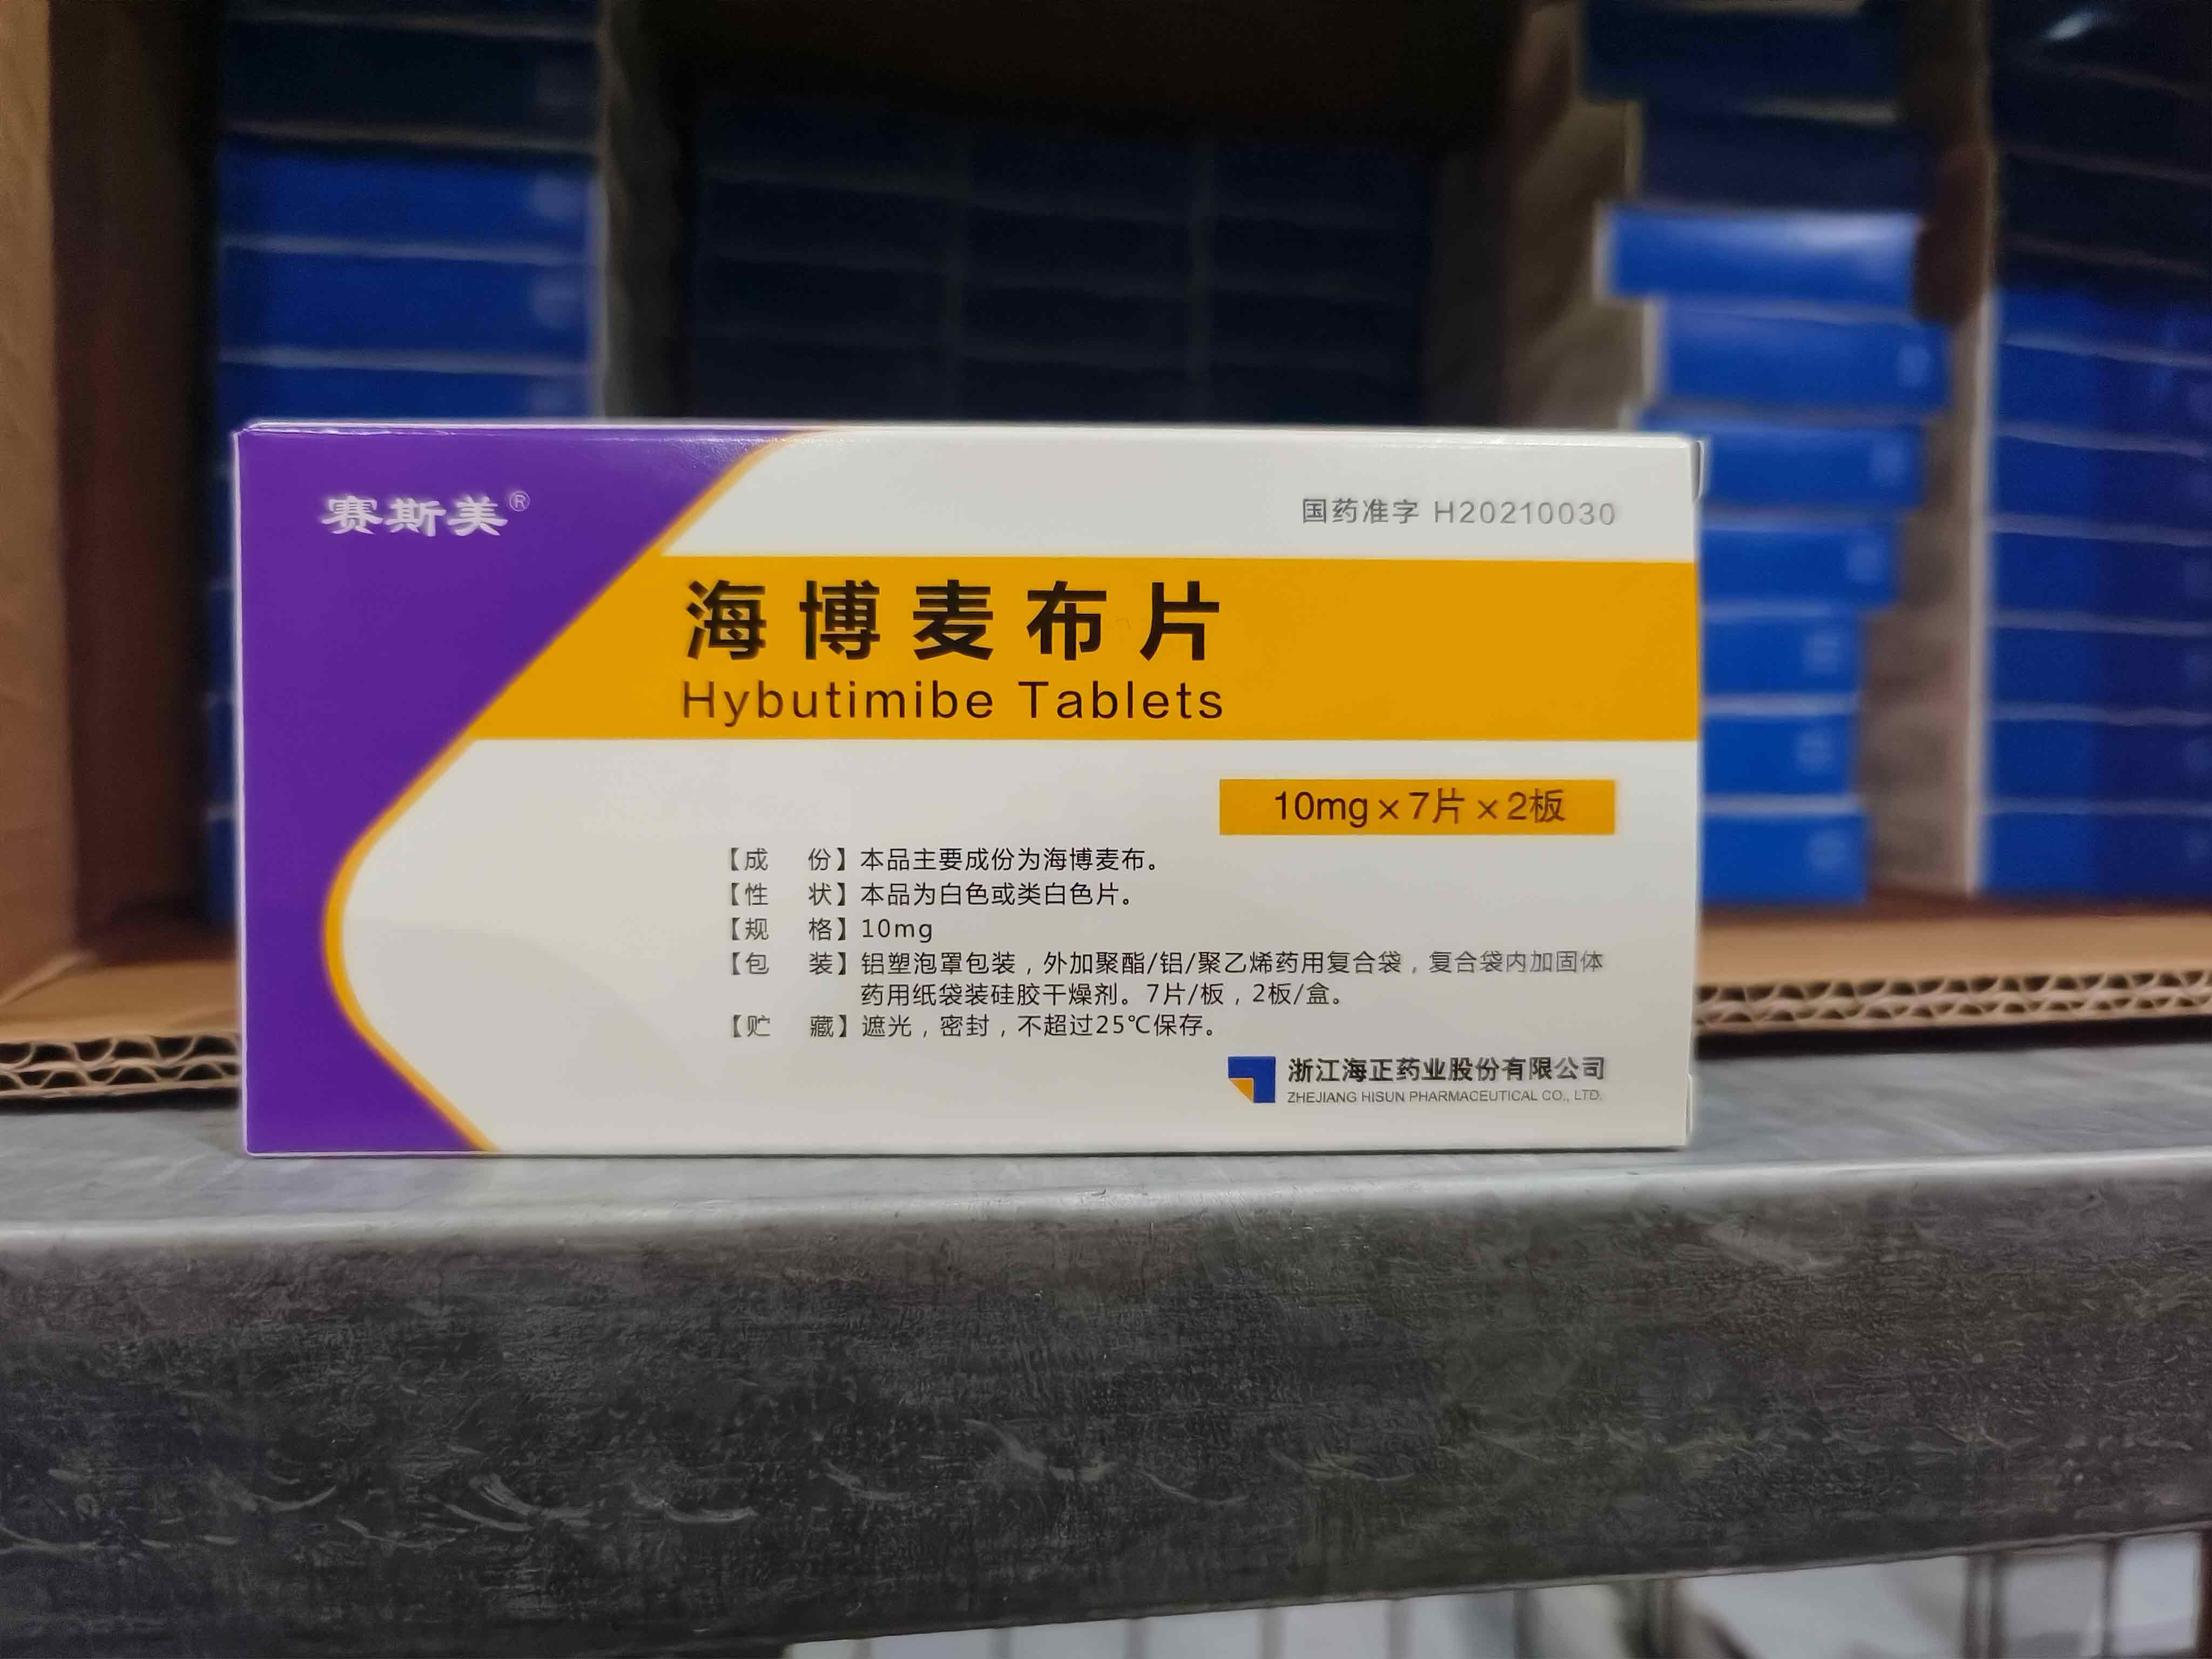 赛斯美®
国药准字 H20210030
海博麦布片
Hybutimibe Tablets
10mg×7片×2板
【成 份】本品主要成份为海博麦布。
【性 状】本品为白色或类白色片。
【规 格】10mg
【包 装】铝塑泡罩包装，外加聚酯/铝/聚乙烯药用复合袋，复合袋内加固体
药用纸袋装硅胶干燥剂。7片/板，2板/盒。
【贮 藏】遮光，密封，不超过25℃保存。
浙江海正药业股份有限公司
ZHEJIANG HISUN PHARMACEUTICAL CO., LTD.